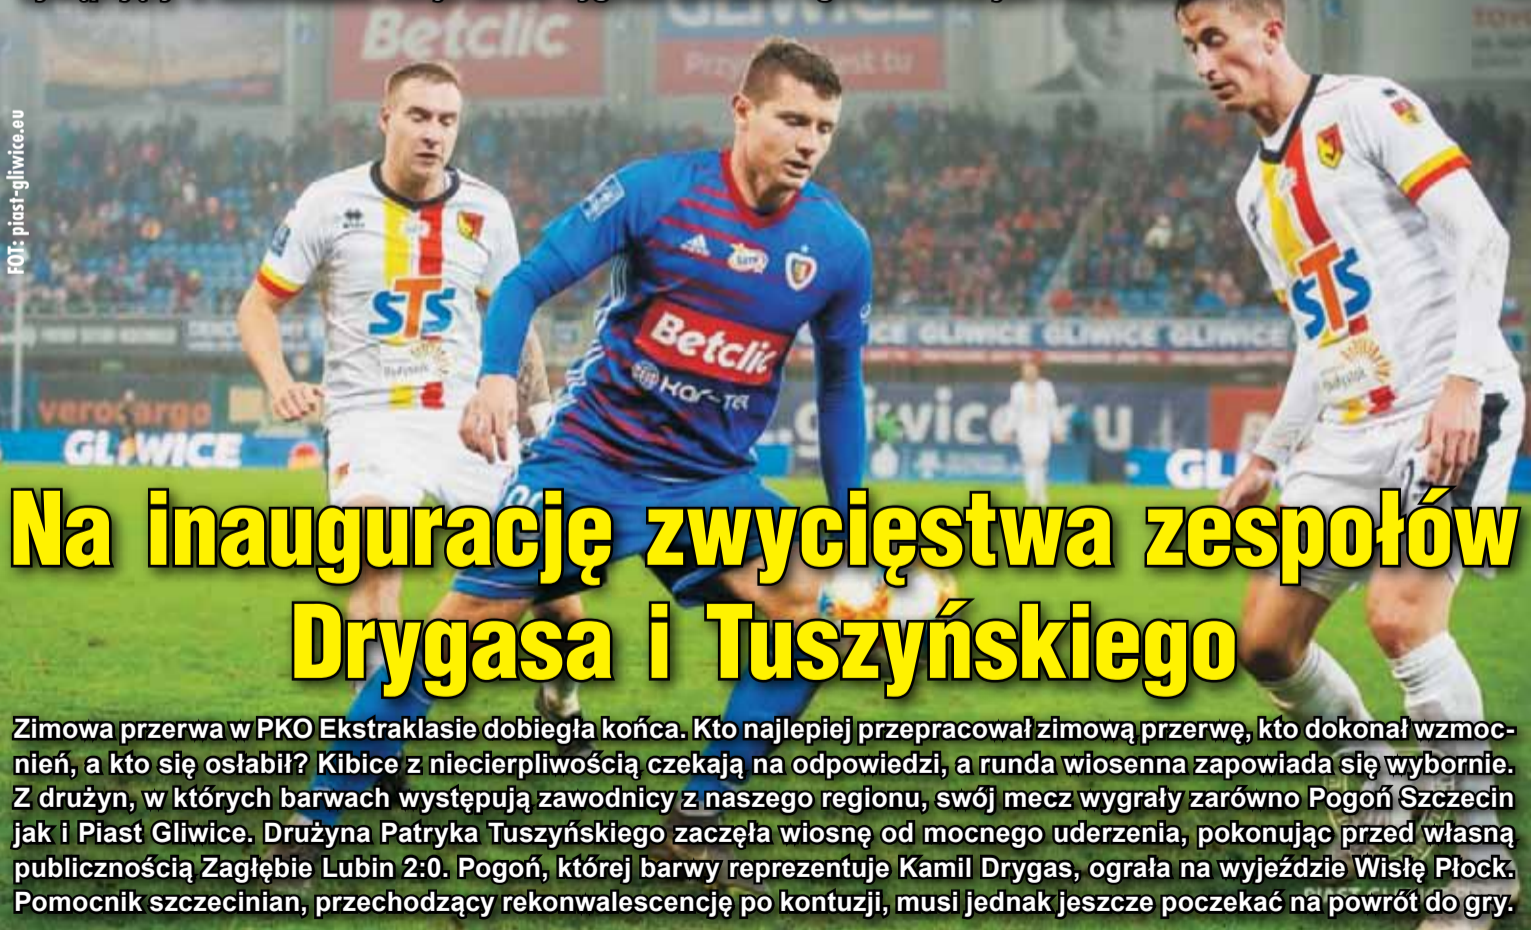 Betclic
GLIWICE
FOT: piast-gliwice.eu
STS
Betclic
STS
GLIWICE GLIWICE GLIWICE
GLIWICE
Na inaugurację zwycięstwa zespołów
Drygasa i Tuszyńskiego
Zimowa przerwa w PKO Ekstraklasie dobiegła końca. Kto najlepiej przepracował zimową przerwę, kto dokonał wzmoc-
nień, a kto się osłabił? Kibice z niecierpliwością czekają na odpowiedzi, a runda wiosenna zapowiada się wybornie.
Z drużyn, w których barwach występują zawodnicy z naszego regionu, swój mecz wygrały zarówno Pogoń Szczecin
jak i Piast Gliwice. Drużyna Patryka Tuszyńskiego zaczęła wiosnę od mocnego uderzenia, pokonując przed własną
publicznością Zagłębie Lubin 2:0. Pogoń, której barwy reprezentuje Kamil Drygas, ograła na wyjeździe Wisłę Płock.
Pomocnik szczecinian, przechodzący rekonwalescencję po kontuzji, musi jednak jeszcze poczekać na powrót do gry.